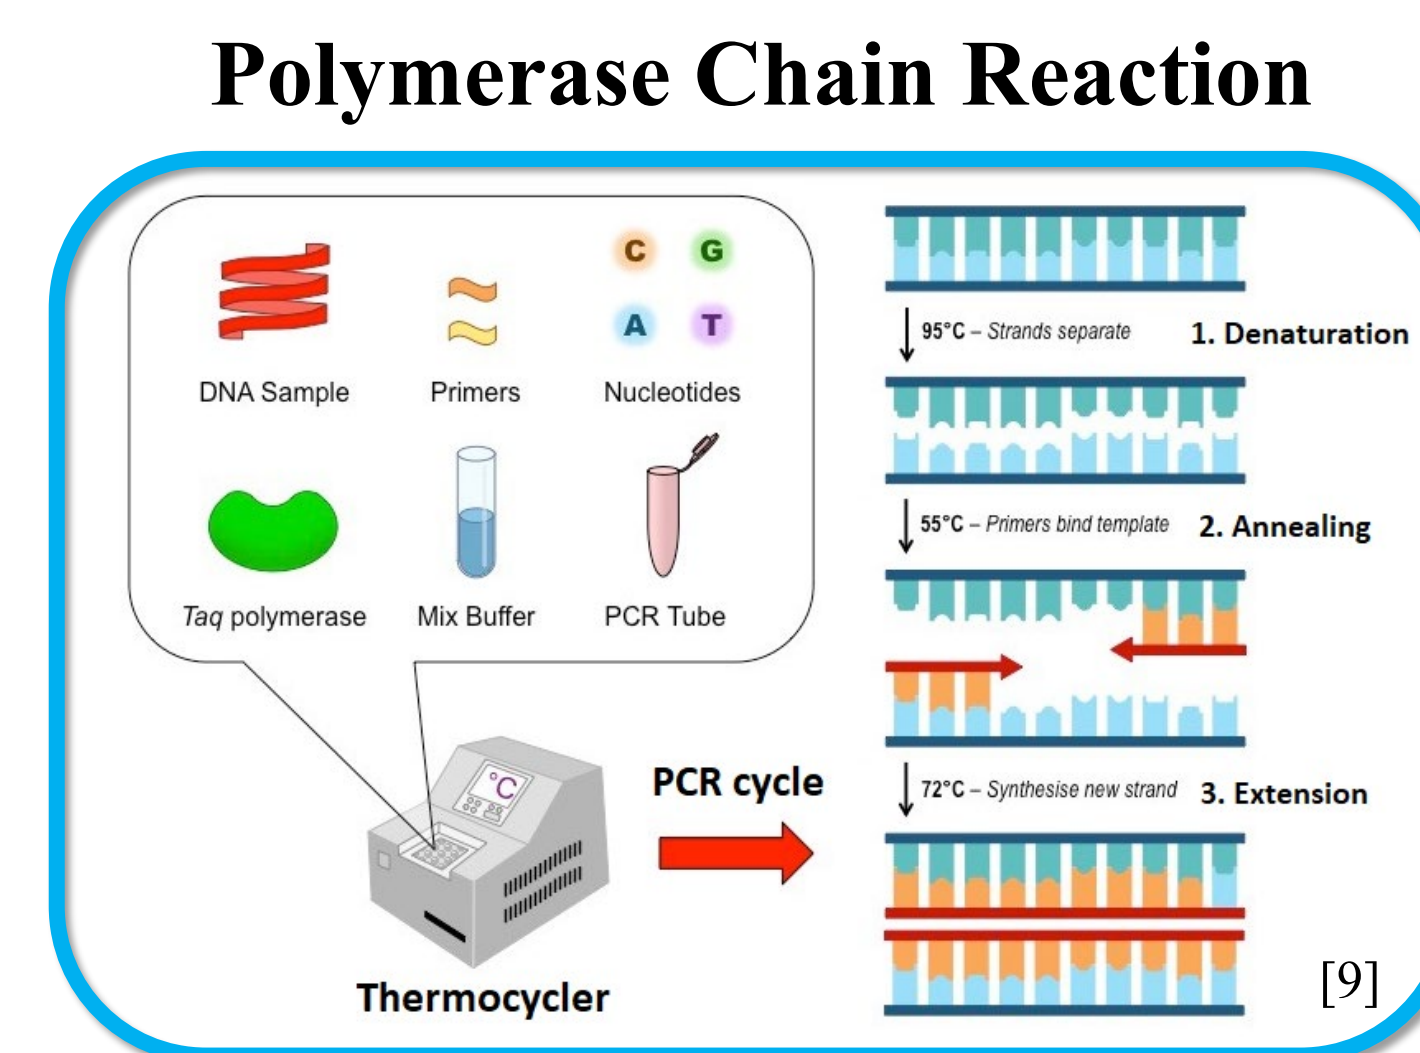 Polymerase Chain Reaction
C G
A T
DNA Sample Primers Nucleotides
Taq polymerase Mix Buffer PCR Tube
°C
Thermocycler
PCR cycle
95°C – Strands separate 1. Denaturation
55°C – Primers bind template 2. Annealing
72°C – Synthesise new strand 3. Extension
[9]